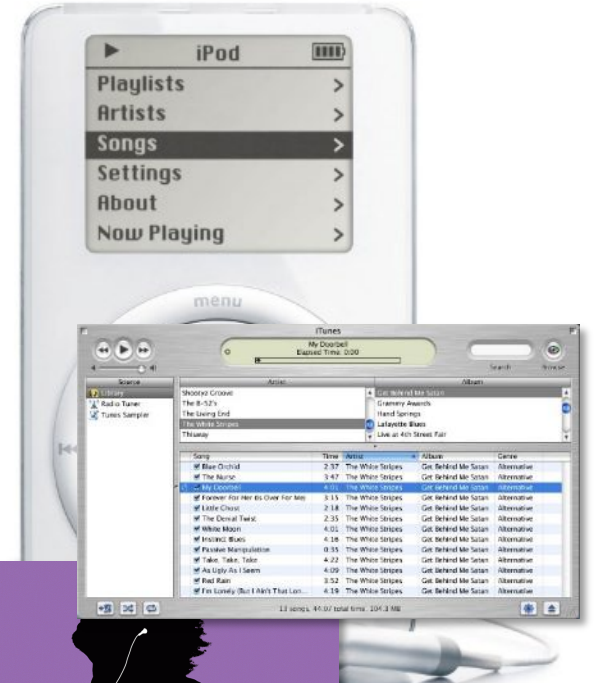 iPod
Playlists >
Artists >
Songs >
Settings >
About >
Now Playing >
menu
iTunes
My Doorbell
Elapsed Time: 0:00
Search Browse
Source Artist Album
Library
Radio Tuner
Tunes Sampler
Groove
The B-52's
The Living End
The White Stripes
Thisway
Get Behind Me Satan
Grammy Awards
Hand Springs
Lafayette Blues
Live at 4th Street Fair
Song Time Artist Album Genre
Blue Orchid 2:37 The White Stripes Get Behind Me Satan Alternative
The Nurse 3:47 The White Stripes Get Behind Me Satan Alternative
My Doorbell 4:01 The White Stripes Get Behind Me Satan Alternative
Forever For Her (Is Over For Me) 3:15 The White Stripes Get Behind Me Satan Alternative
Little Ghost 2:18 The White Stripes Get Behind Me Satan Alternative
The Denial Twist 2:35 The White Stripes Get Behind Me Satan Alternative
White Moon 4:01 The White Stripes Get Behind Me Satan Alternative
Instinct Blues 4:16 The White Stripes Get Behind Me Satan Alternative
Passive Manipulation 0:35 The White Stripes Get Behind Me Satan Alternative
Take, Take, Take 4:22 The White Stripes Get Behind Me Satan Alternative
As Ugly As I Seem 4:09 The White Stripes Get Behind Me Satan Alternative
Red Rain 3:52 The White Stripes Get Behind Me Satan Alternative
I'm Lonely (But I Ain't That Lon... 4:19 The White Stripes Get Behind Me Satan Alternative
13 songs, 44:07 total time, 104.3 MB